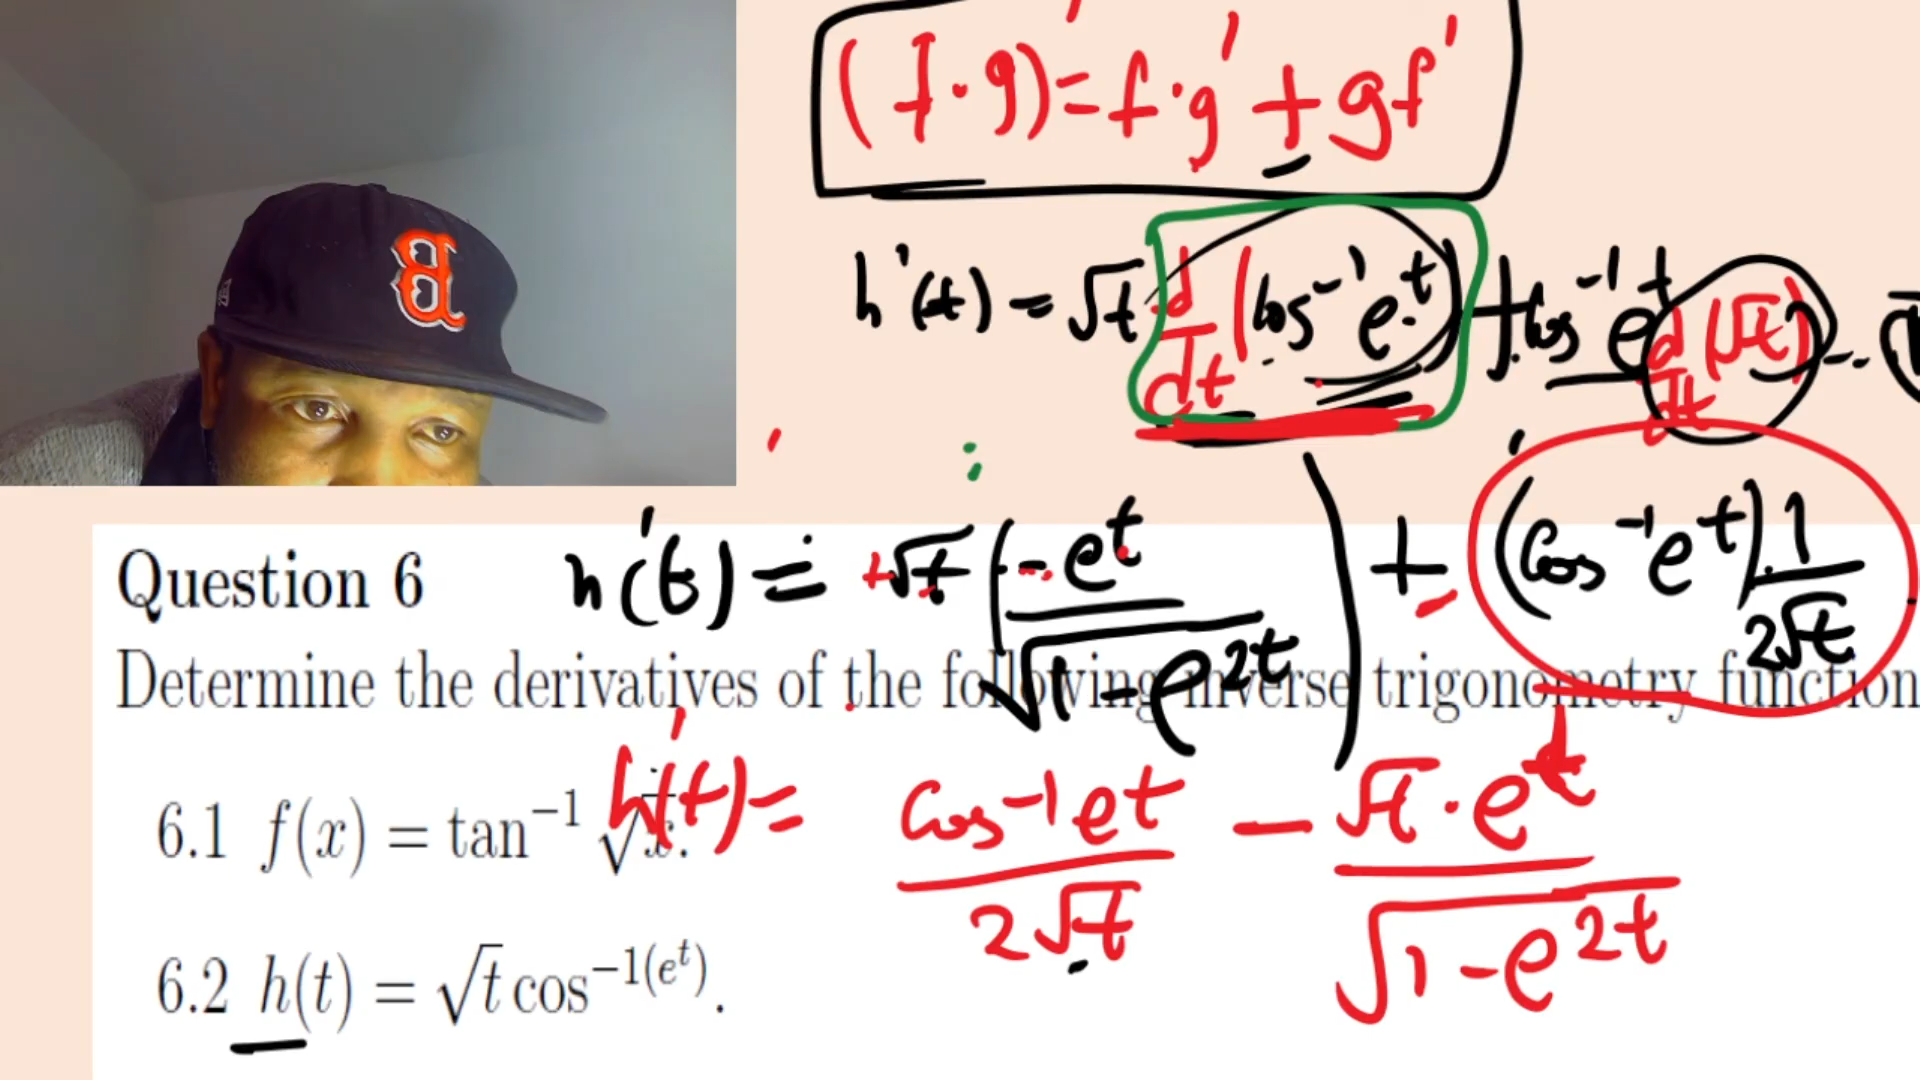 (f·g)' = f·g' + gf'
h'(t) = √t d/dt (cos⁻¹ e^t) + cos⁻¹ e^t d/dt (√t)
B
h'(t) = +√t (-e^t / √(1-e^{2t})) + (cos⁻¹ e^t)·1/(2√t)
Question 6
Determine the derivatives of the following inverse trigonometry function
h'(t) = cos⁻¹ e^t / (2√t) − √t·e^t / √(1-e^{2t})
6.1 f(x) = tan⁻¹ √x.
6.2 h(t) = √t cos^{−1(e^t)}.